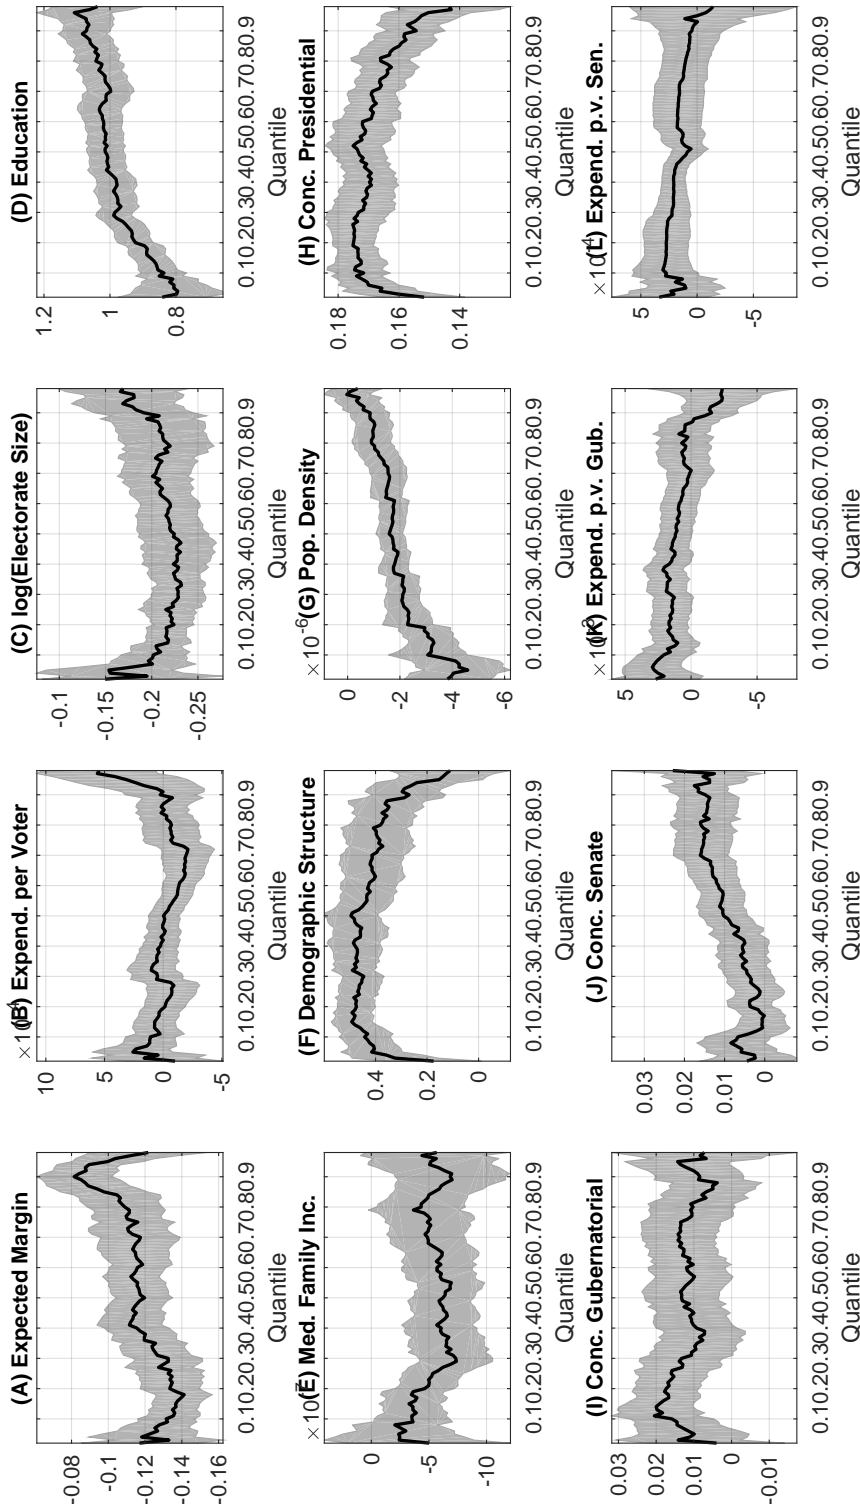 (A) Expected Margin
-0.08
-0.1
-0.12
-0.14
-0.16
0.10.20.30.40.50.60.70.80.9
Quantile
×10 (B) Expend. per Voter
10
5
0
-5
0.10.20.30.40.50.60.70.80.9
Quantile
(C) log(Electorate Size)
-0.1
-0.15
-0.2
-0.25
0.10.20.30.40.50.60.70.80.9
Quantile
(D) Education
1.2
1
0.8
0.10.20.30.40.50.60.70.80.9
Quantile
×10 (E) Med. Family Inc.
0
-5
-10
0.10.20.30.40.50.60.70.80.9
Quantile
(F) Demographic Structure
0.4
0.2
0
0.10.20.30.40.50.60.70.80.9
Quantile
×10⁻⁶(G) Pop. Density
0
-2
-4
-6
0.10.20.30.40.50.60.70.80.9
Quantile
(H) Conc. Presidential
0.18
0.16
0.14
0.10.20.30.40.50.60.70.80.9
Quantile
(I) Conc. Gubernatorial
0.03
0.02
0.01
0
-0.01
0.10.20.30.40.50.60.70.80.9
Quantile
(J) Conc. Senate
0.03
0.02
0.01
0
0.10.20.30.40.50.60.70.80.9
Quantile
×10 (K) Expend. p.v. Gub.
5
0
-5
0.10.20.30.40.50.60.70.80.9
Quantile
×10 (L) Expend. p.v. Sen.
5
0
-5
0.10.20.30.40.50.60.70.80.9
Quantile